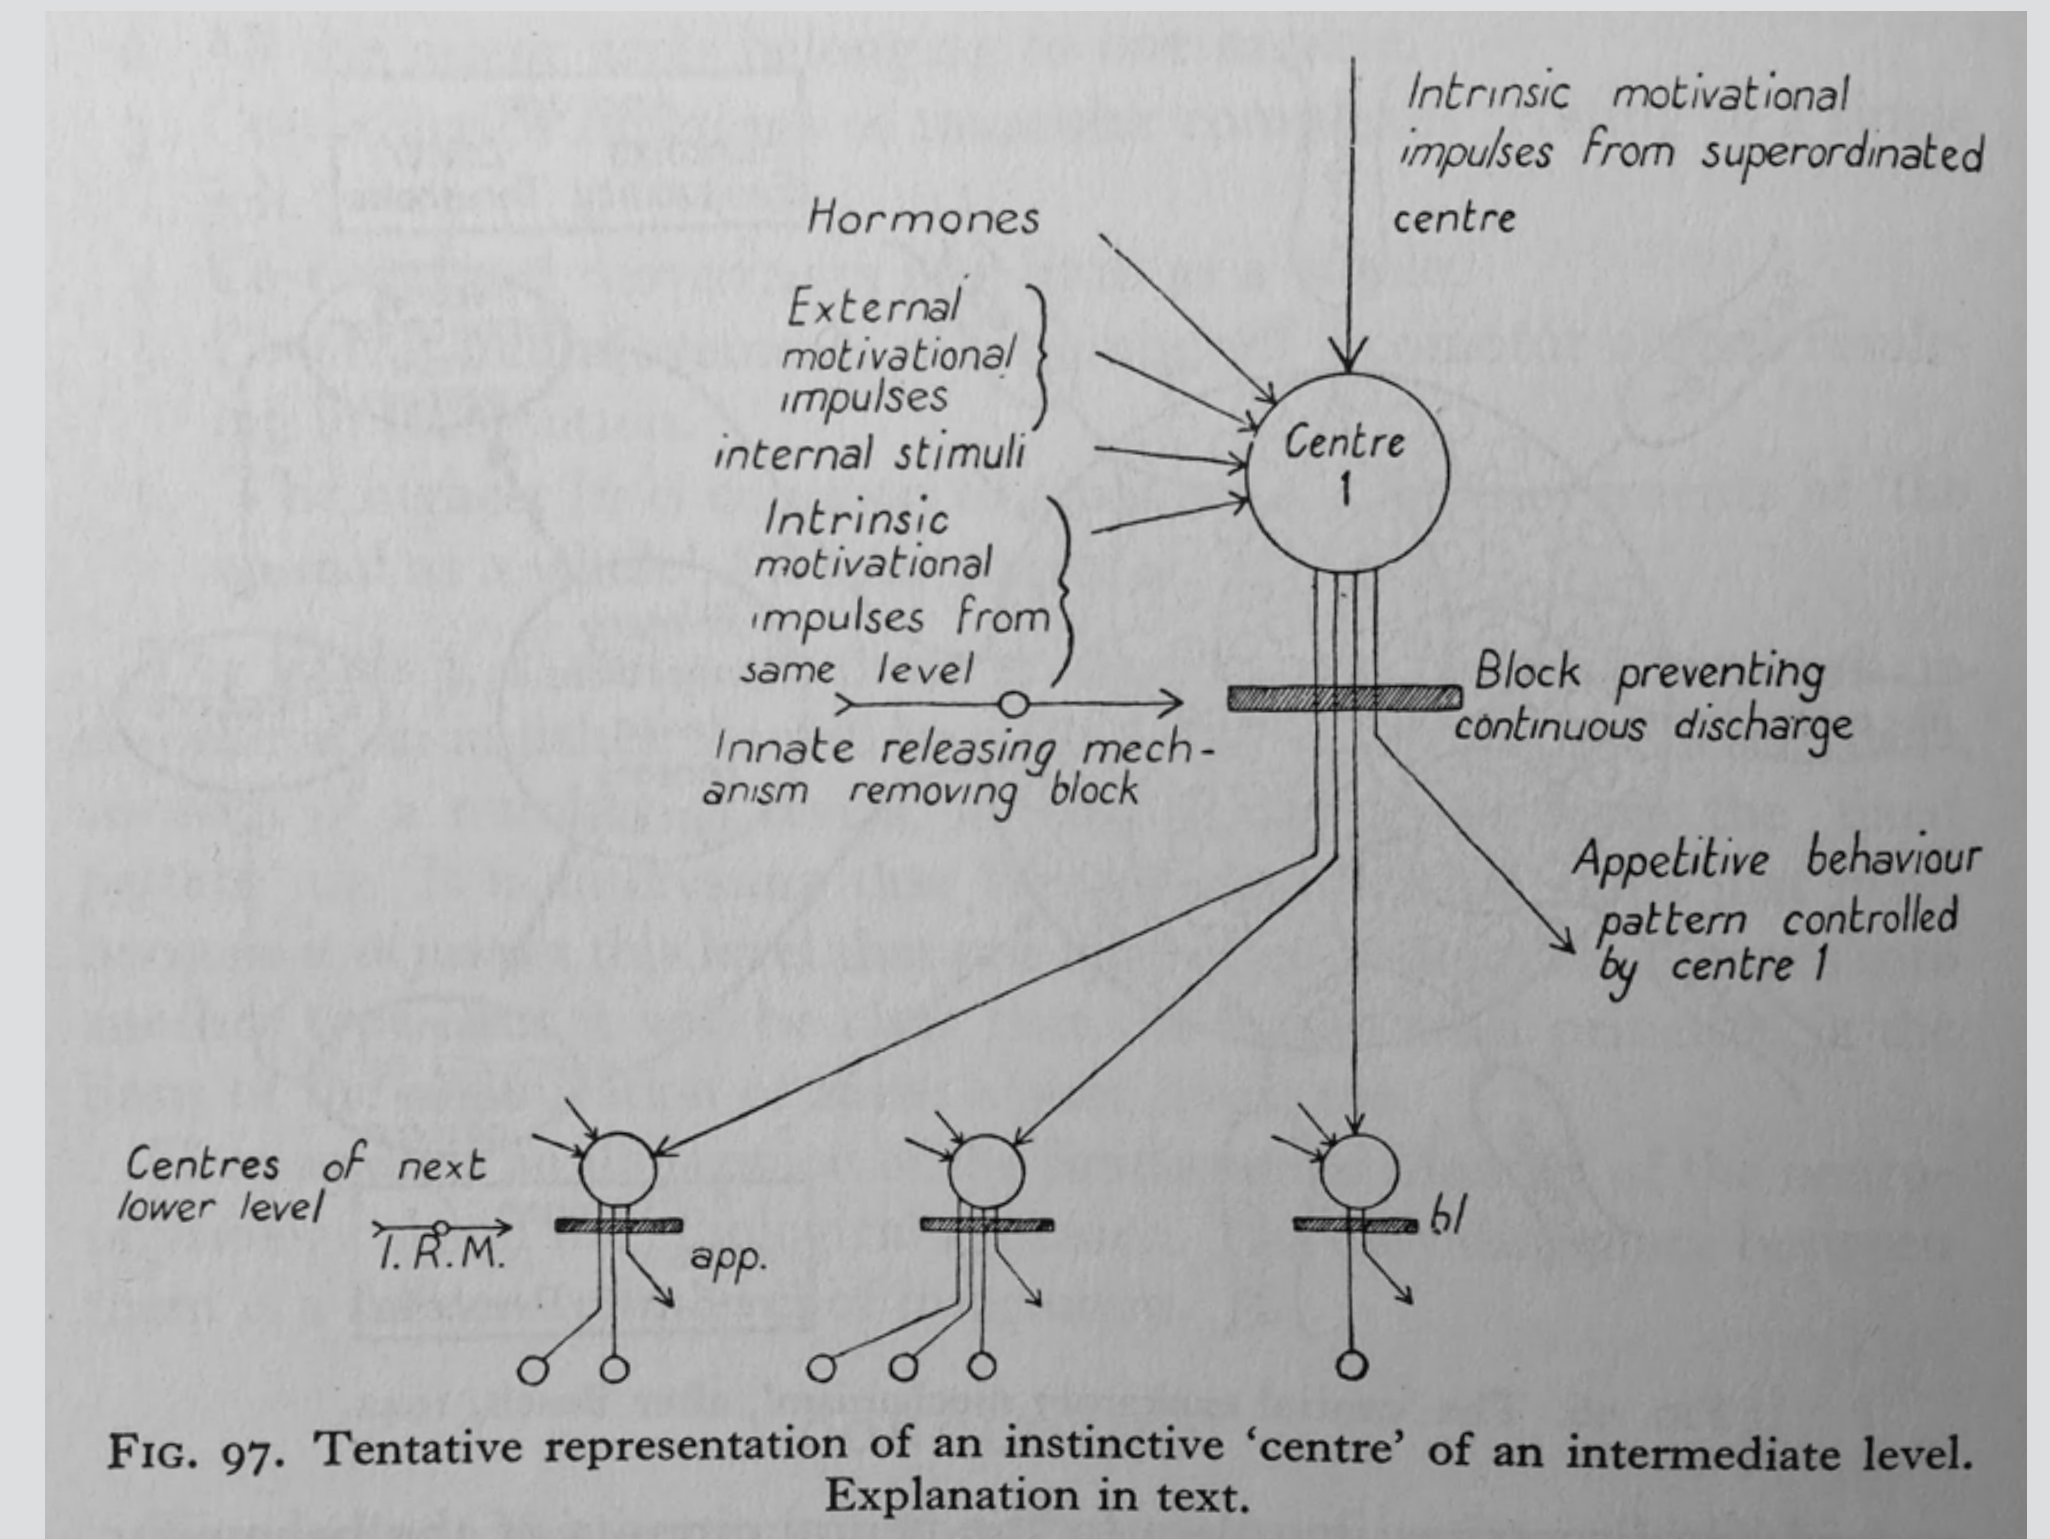 Intrinsic motivational
impulses from superordinated
centre
Hormones
External
motivational
impulses
internal stimuli
Intrinsic
motivational
impulses from
same level
Centre
1
Block preventing
continuous discharge
Innate releasing mech-
anism removing block
Appetitive behaviour
pattern controlled
by centre 1
Centres of next
lower level
I.R.M.
app.
bl
FIG. 97. Tentative representation of an instinctive ‘centre’ of an intermediate level.
Explanation in text.